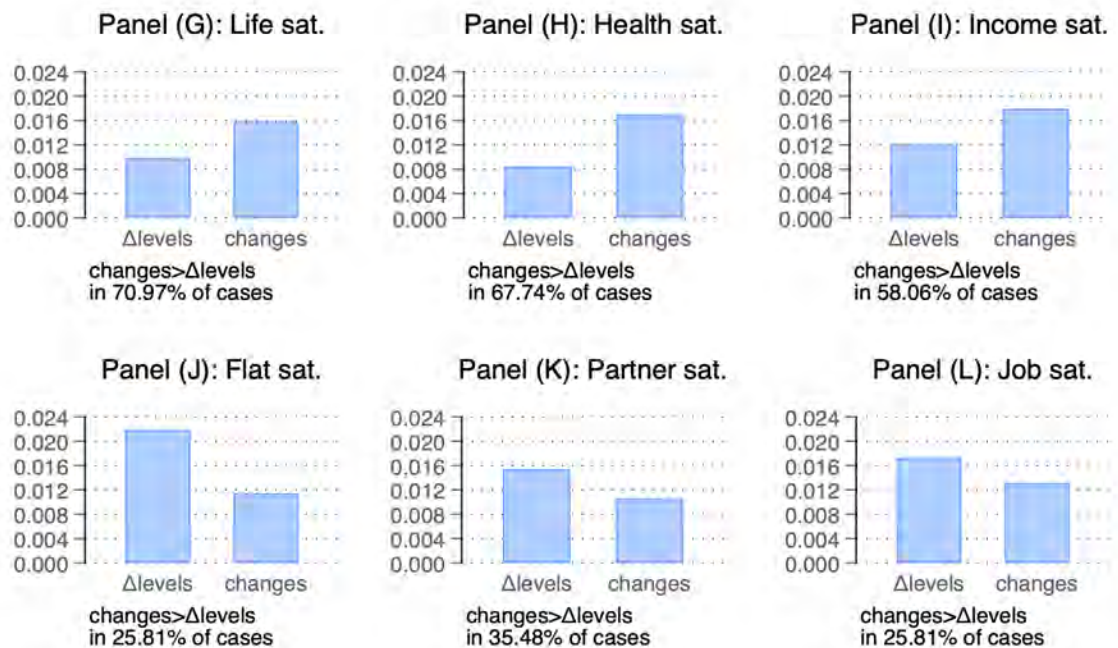 Panel (G): Life sat.
0.024
0.020
0.016
0.012
0.008
0.004
0.000
Δlevels changes
changes>Δlevels
in 70.97% of cases
Panel (H): Health sat.
0.024
0.020
0.016
0.012
0.008
0.004
0.000
Δlevels changes
changes>Δlevels
in 67.74% of cases
Panel (I): Income sat.
0.024
0.020
0.016
0.012
0.008
0.004
0.000
Δlevels changes
changes>Δlevels
in 58.06% of cases
Panel (J): Flat sat.
0.024
0.020
0.016
0.012
0.008
0.004
0.000
Δlevels changes
changes>Δlevels
in 25.81% of cases
Panel (K): Partner sat.
0.024
0.020
0.016
0.012
0.008
0.004
0.000
Δlevels changes
changes>Δlevels
in 35.48% of cases
Panel (L): Job sat.
0.024
0.020
0.016
0.012
0.008
0.004
0.000
Δlevels changes
changes>Δlevels
in 25.81% of cases